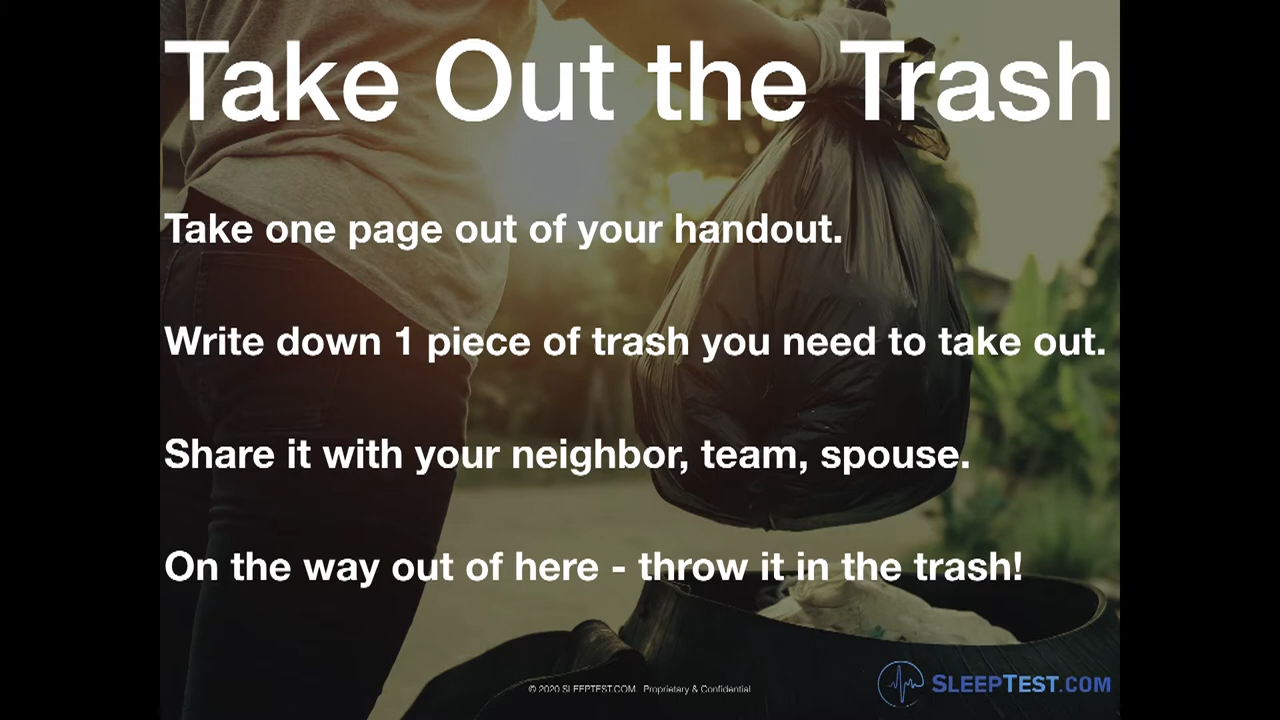 Take Out the Trash
Take one page out of your handout.
Write down 1 piece of trash you need to take out.
Share it with your neighbor, team, spouse.
On the way out of here - throw it in the trash!
© 2020 SLEEPTEST.COM. Proprietary & Confidential
SLEEPTEST.COM